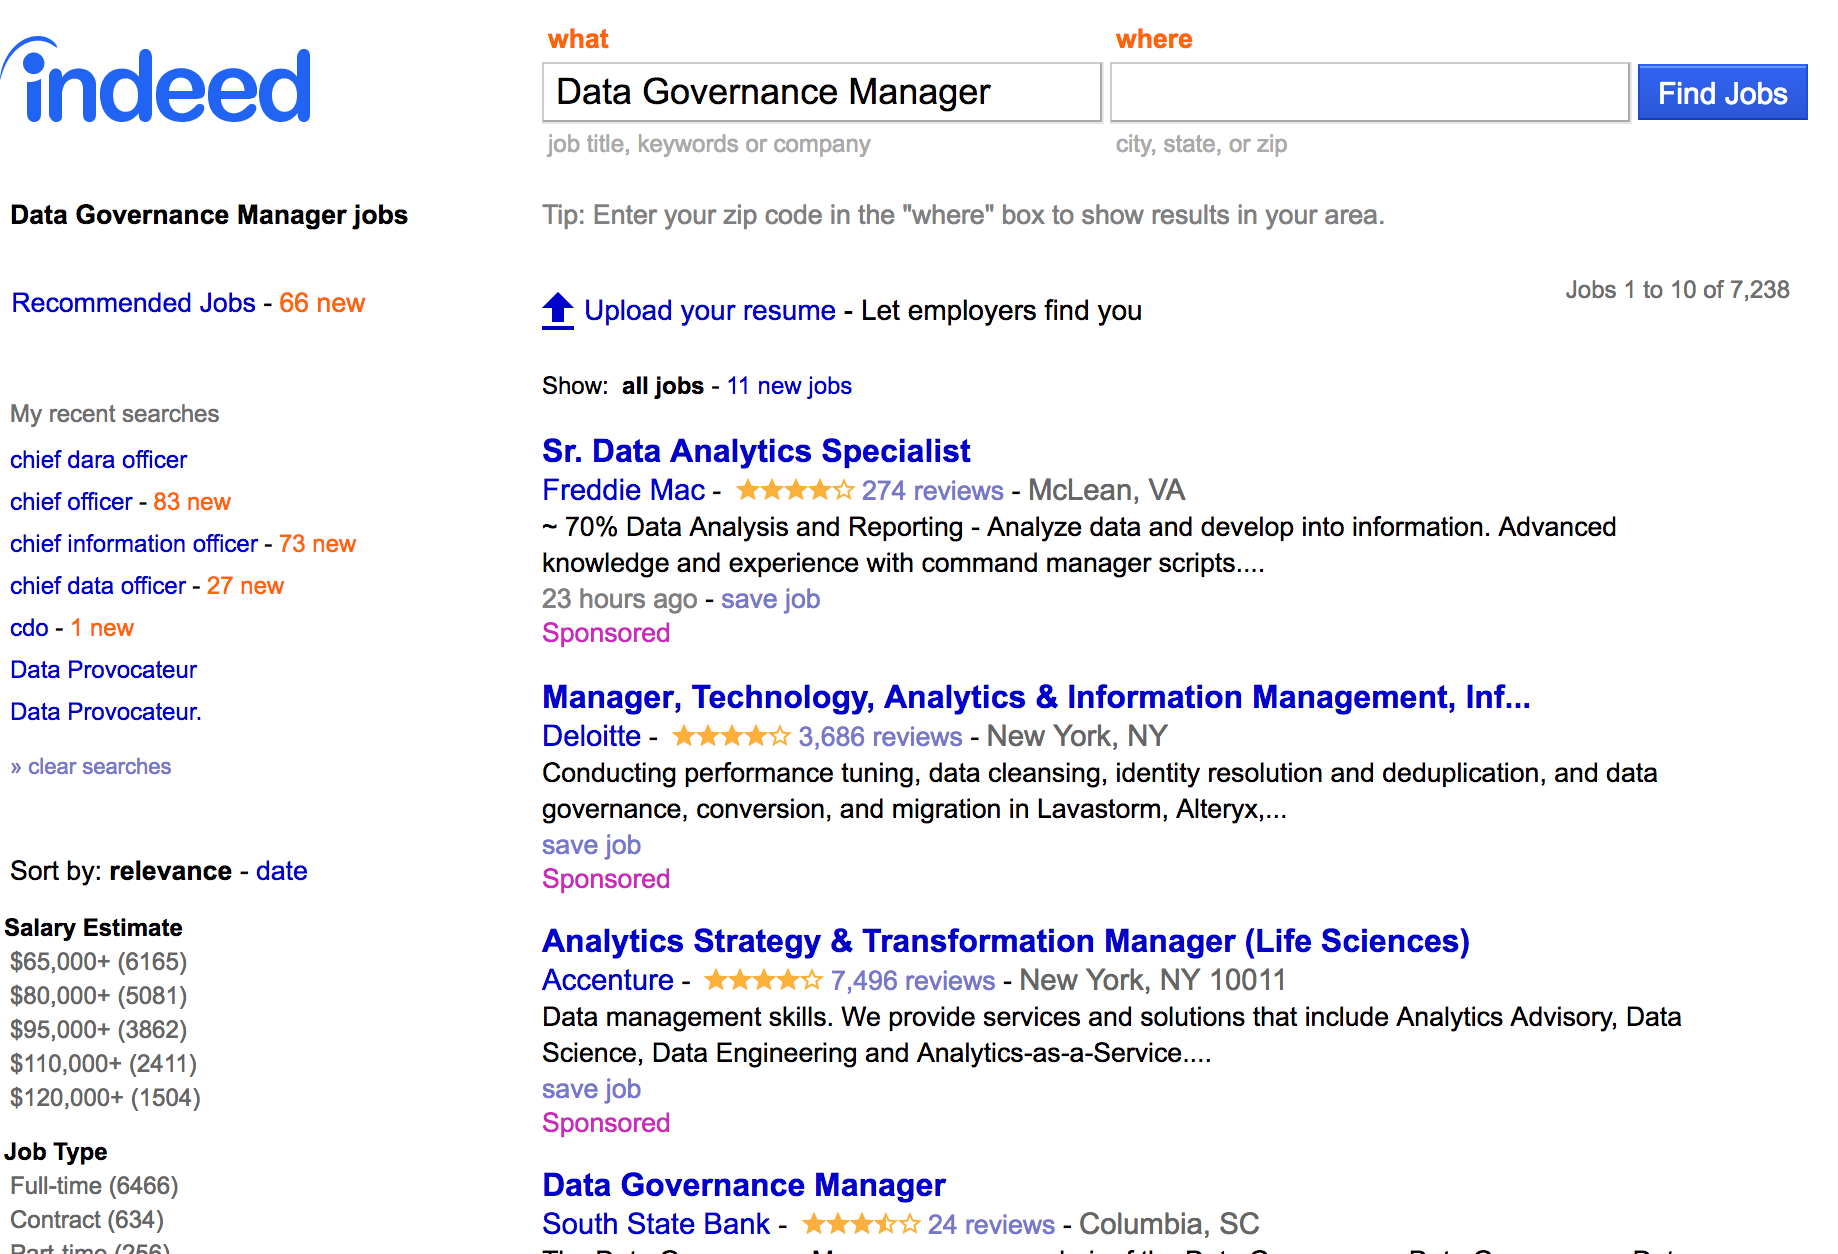 indeed
what
where
Data Governance Manager
Find Jobs
job title, keywords or company
city, state, or zip
Data Governance Manager jobs
Tip: Enter your zip code in the "where" box to show results in your area.
Recommended Jobs - 66 new
Upload your resume - Let employers find you
Jobs 1 to 10 of 7,238
Show: all jobs - 11 new jobs
My recent searches
chief dara officer
chief officer - 83 new
chief information officer - 73 new
chief data officer - 27 new
cdo - 1 new
Data Provocateur
Data Provocateur.
» clear searches
Sort by: relevance - date
Salary Estimate
$65,000+ (6165)
$80,000+ (5081)
$95,000+ (3862)
$110,000+ (2411)
$120,000+ (1504)
Job Type
Full-time (6466)
Contract (634)
Part-time (256)
Sr. Data Analytics Specialist
Freddie Mac - 274 reviews - McLean, VA
~ 70% Data Analysis and Reporting - Analyze data and develop into information. Advanced
knowledge and experience with command manager scripts....
23 hours ago - save job
Sponsored
Manager, Technology, Analytics & Information Management, Inf...
Deloitte - 3,686 reviews - New York, NY
Conducting performance tuning, data cleansing, identity resolution and deduplication, and data
governance, conversion, and migration in Lavastorm, Alteryx,...
save job
Sponsored
Analytics Strategy & Transformation Manager (Life Sciences)
Accenture - 7,496 reviews - New York, NY 10011
Data management skills. We provide services and solutions that include Analytics Advisory, Data
Science, Data Engineering and Analytics-as-a-Service....
save job
Sponsored
Data Governance Manager
South State Bank - 24 reviews - Columbia, SC